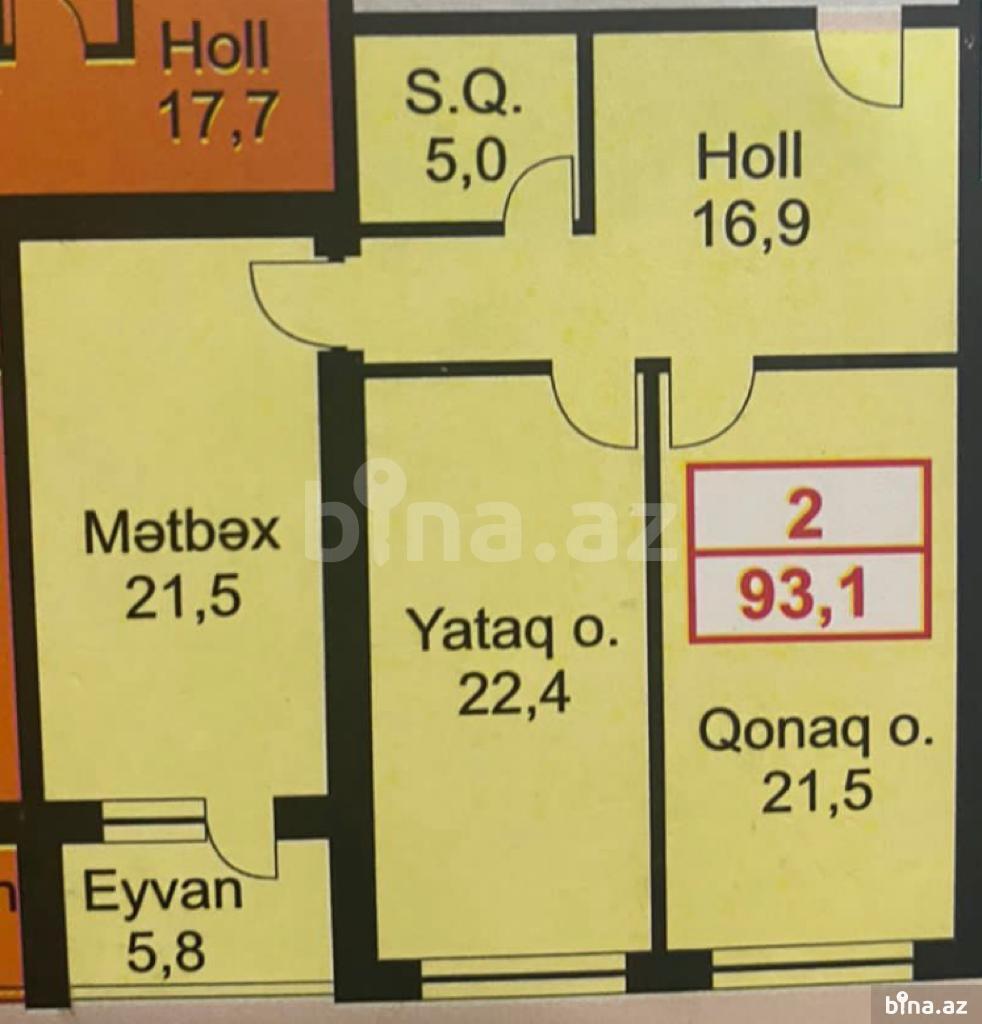 Holl
17,7
S.Q.
5,0
Holl
16,9
Mətbəx
21,5
bina.az
2
93,1
Yataq o.
22,4
Qonaq o.
21,5
Eyvan
5,8
bina.az